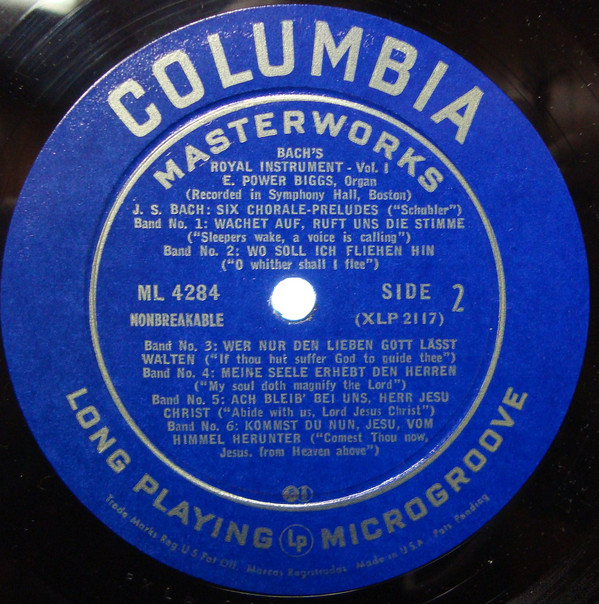 COLUMBIA
MASTERWORKS
BACH'S
ROYAL INSTRUMENT - Vol. I
E. POWER BIGGS, Organ
(Recorded in Symphony Hall, Boston)
J. S. BACH: SIX CHORALE-PRELUDES ("Schubler")
Band No. 1: WACHET AUF, RUFT UNS DIE STIMME
("Sleepers wake, a voice is calling")
Band No. 2: WO SOLL ICH FLIEHEN HIN
("O whither shall I flee")
ML 4284 SIDE 2
NONBREAKABLE (XLP 2117)
Band No. 3: WER NUR DEN LIEBEN GOTT LÄSST
WALTEN ("If thou but suffer God to guide thee")
Band No. 4: MEINE SEELE ERHEBT DEN HERREN
("My soul doth magnify the Lord")
Band No. 5: ACH BLEIB' BEI UNS, HERR JESU
CHRIST ("Abide with us, Lord Jesus Christ")
Band No. 6: KOMMST DU NUN, JESU, VOM
HIMMEL HERUNTER ("Comest Thou now,
Jesus, from Heaven above")
LONG PLAYING Lp MICROGROOVE
Trade Marks Reg. U.S. Pat. Off. Marcas Registradas Made in U.S.A. Pats. Pending